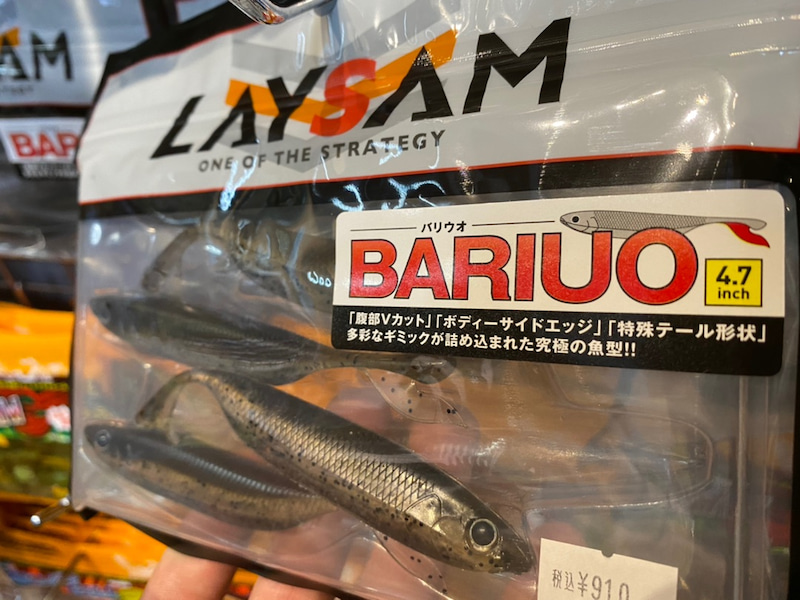 LAYSAM
ONE OF THE STRATEGY
バリウオ
BARIUO
4.7
inch
「腹部Vカット」「ボディーサイドエッジ」「特殊テール形状」
多彩なギミックが詰め込まれた究極の魚型!!
税込¥910
AM
BAR